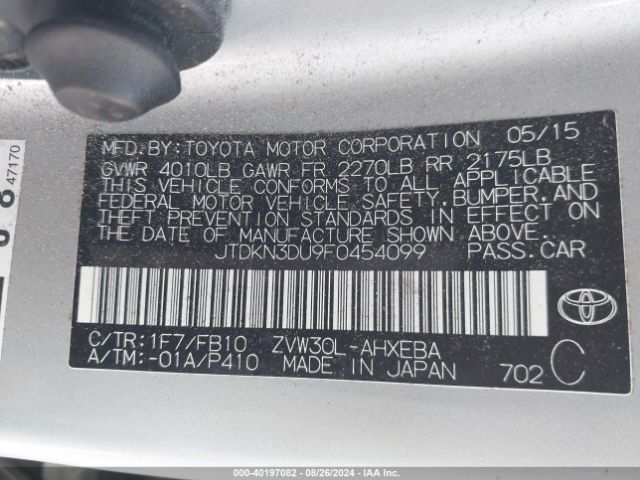 MFD.BY:TOYOTA MOTOR CORPORATION 05/15
GVWR 4010LB GAWR FR 2270LB RR 2175LB
THIS VEHICLE CONFORMS TO ALL APPLICABLE
FEDERAL MOTOR VEHICLE SAFETY,BUMPER,AND
THEFT PREVENTION STANDARDS IN EFFECT ON
THE DATE OF MANUFACTURE SHOWN ABOVE.
JTDKN3DU9F0454099 PASS.CAR
C/TR:1F7/FB10 ZVW30L-AHXEBA
A/TM:-01A/P410 MADE IN JAPAN
702 C
47170
000-40197082 - 08/26/2024 - IAAI.COM